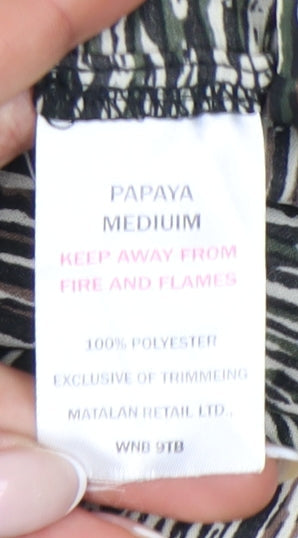 PAPAYA
MEDIUIM
KEEP AWAY FROM
FIRE AND FLAMES
100% POLYESTER
EXCLUSIVE OF TRIMMEING
MATALAN RETAIL LTD.,
WNB 9TB